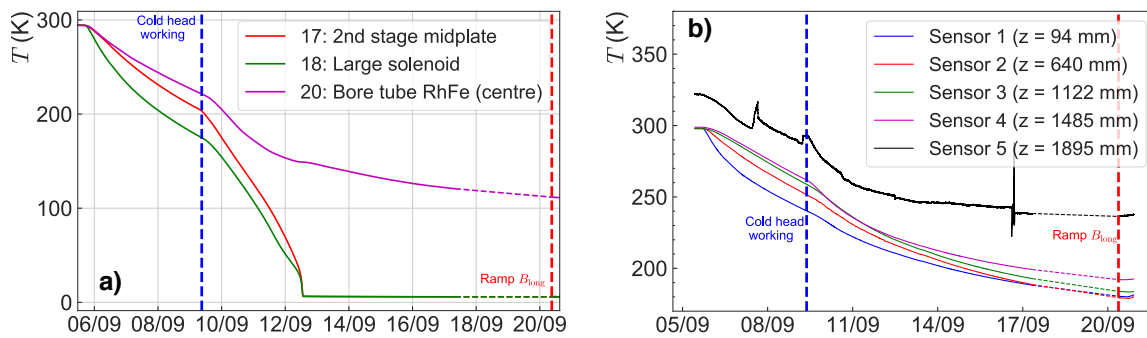 T (K)
300
200
100
0
Cold head
working
17: 2nd stage midplate
18: Large solenoid
20: Bore tube RhFe (centre)
a)
Ramp B_long
06/09 08/09 10/09 12/09 14/09 16/09 18/09 20/09
b)
T (K)
350
300
250
200
Sensor 1 (z = 94 mm)
Sensor 2 (z = 640 mm)
Sensor 3 (z = 1122 mm)
Sensor 4 (z = 1485 mm)
Sensor 5 (z = 1895 mm)
Cold head
working
Ramp B_long
05/09 08/09 11/09 14/09 17/09 20/09